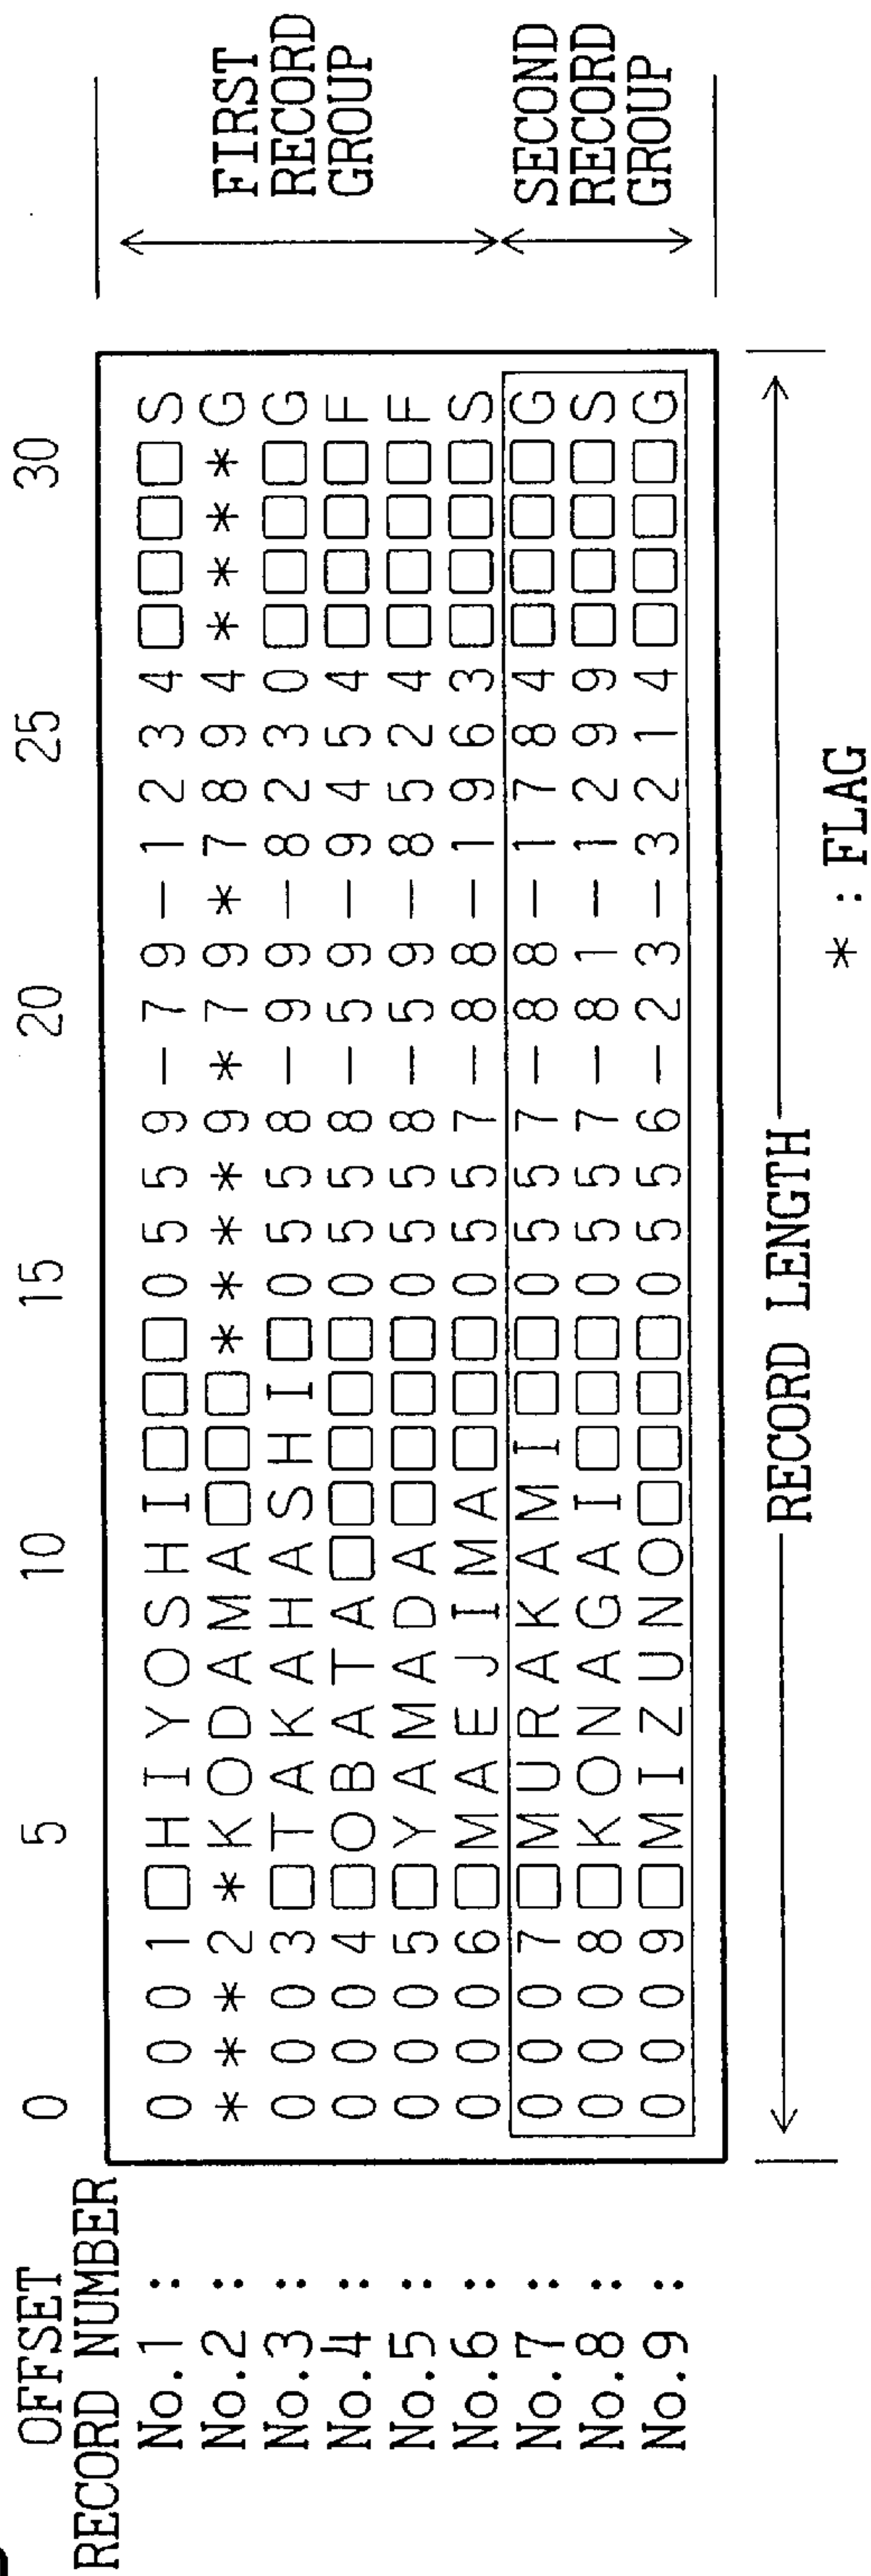 OFFSET 0 5 10 15 20 25 30
RECORD NUMBER
No.1 : 0001□HIYOSHI□□□0559-79-1234□□□□S
No.2 : ***2*KODAMA□□□****9*79*7894****G
No.3 : 0003□TAKAHASHI□0558-99-8230□□□□G
No.4 : 0004□OBATA□□□□□0558-59-9454□□□□F
No.5 : 0005□YAMADA□□□□0558-59-8524□□□□F
No.6 : 0006□MAEJIMA□□□0557-88-1963□□□□S
No.7 : 0007□MURAKAMI□□0557-88-1784□□□□G
No.8 : 0008□KONAGAI□□□0557-81-1299□□□□S
No.9 : 0009□MIZUNO□□□□0556-23-3214□□□□G
FIRST
RECORD
GROUP
SECOND
RECORD
GROUP
RECORD LENGTH
* : FLAG